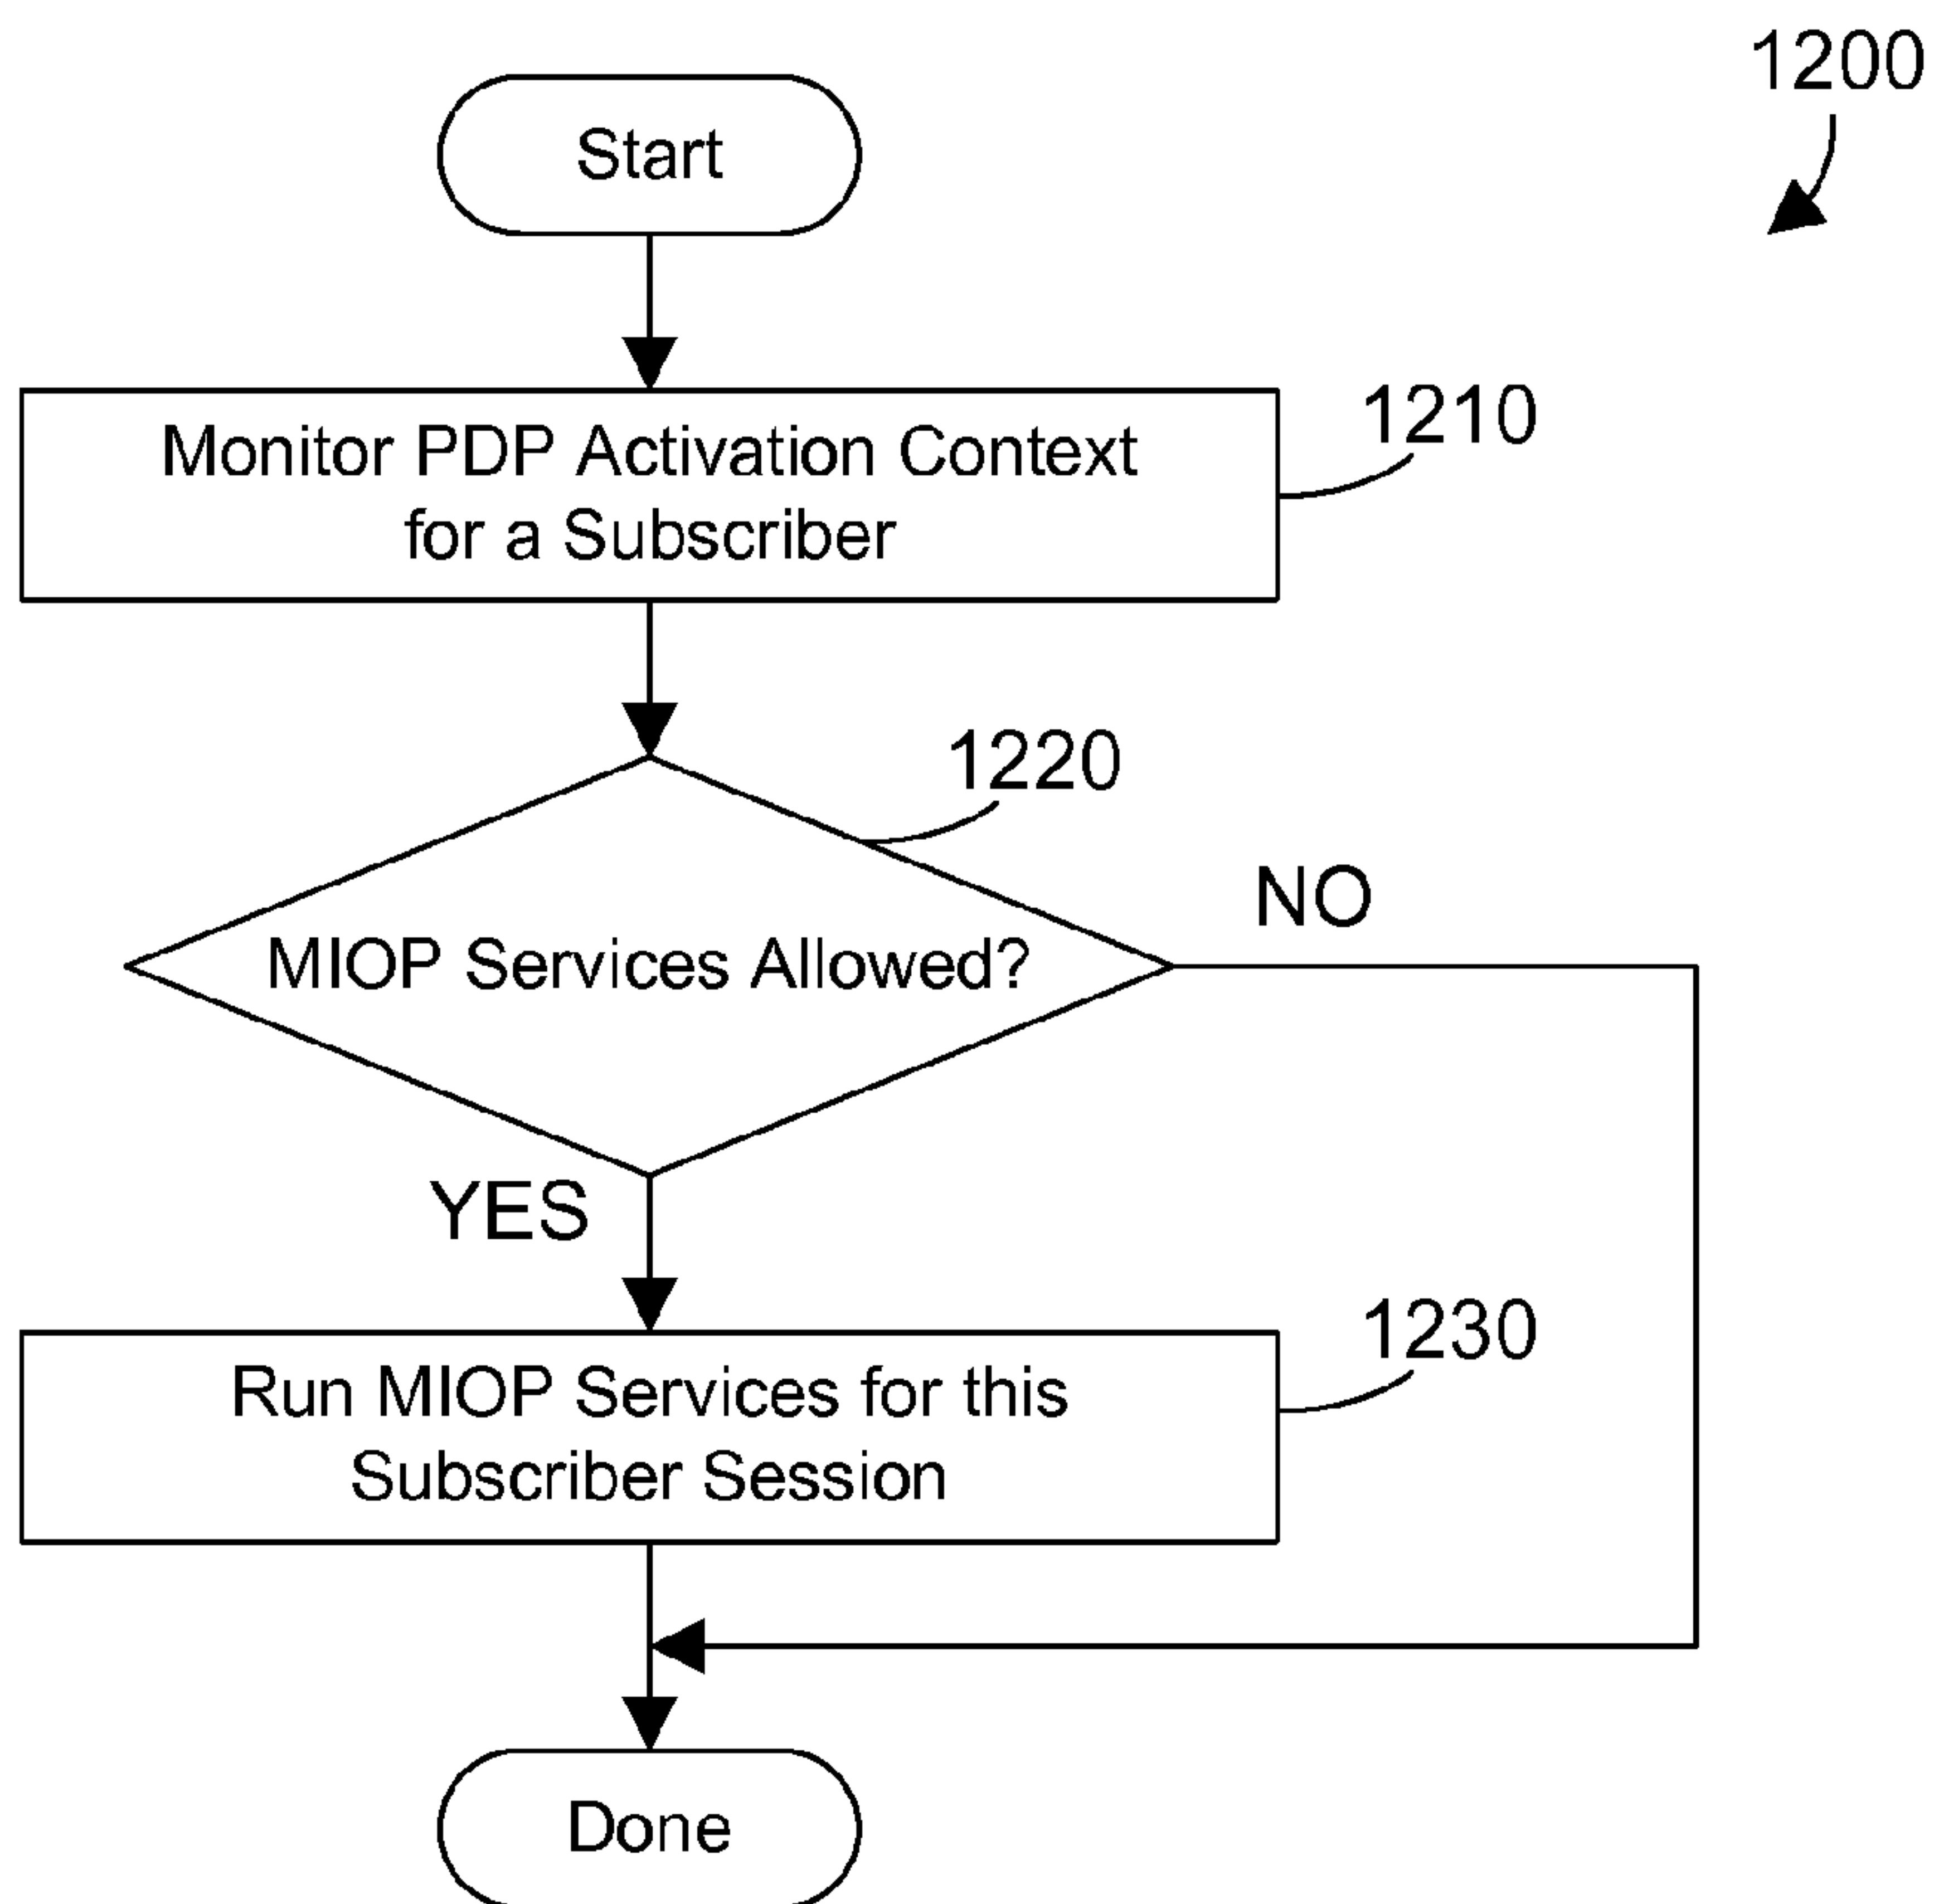 1200
Start
Monitor PDP Activation Context
for a Subscriber
1210
1220
MIOP Services Allowed?
NO
YES
Run MIOP Services for this
Subscriber Session
1230
Done